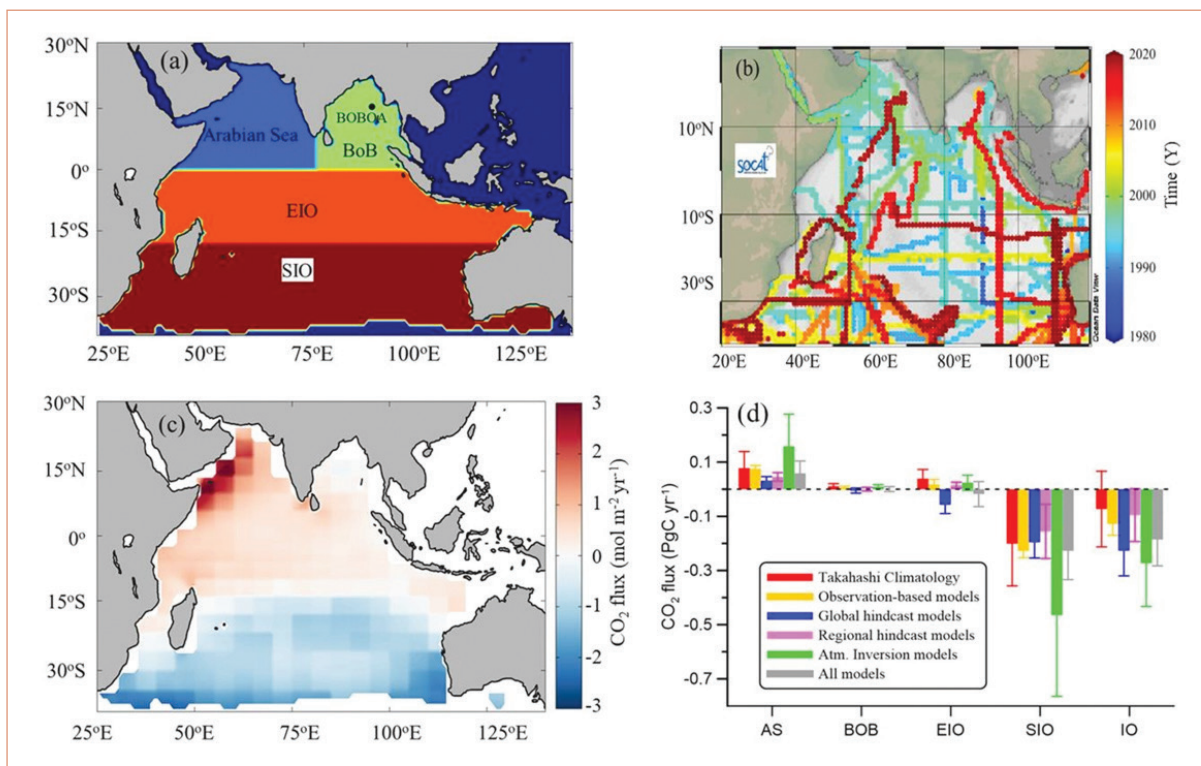 (a)
30°N
15°N
0°
15°S
30°S
25°E
50°E
75°E
100°E
125°E
Arabian Sea
BOBOA
BoB
EIO
SIO
(b)
SOCAT
10°N
10°S
30°S
20°E
40°E
60°E
80°E
100°E
Ocean Data View
2020
2010
2000
1990
1980
Time (Y)
(c)
30°N
15°N
0°
15°S
30°S
25°E
50°E
75°E
100°E
125°E
3
2
1
0
-1
-2
-3
CO₂ flux (mol m⁻² yr⁻¹)
(d)
0.3
0.1
-0.1
-0.3
-0.5
-0.7
CO₂ flux (PgC yr⁻¹)
Takahashi Climatology
Observation-based models
Global hindcast models
Regional hindcast models
Atm. Inversion models
All models
AS
BOB
EIO
SIO
IO